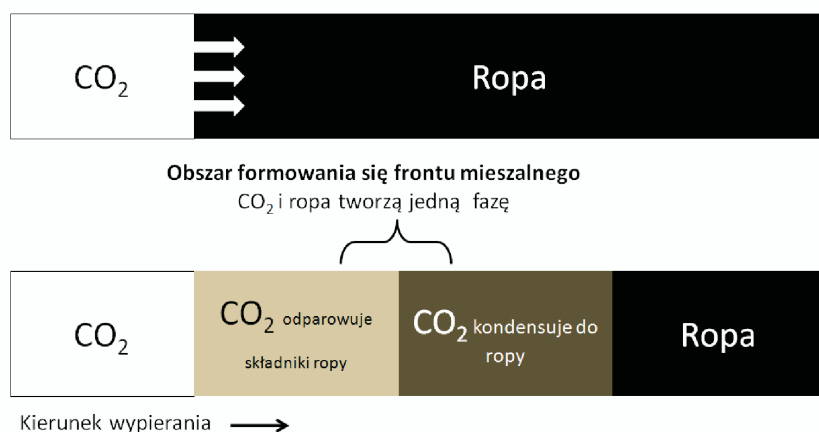 CO₂
Ropa
Obszar formowania się frontu mieszalnego
CO₂ i ropa tworzą jedną fazę
CO₂
CO₂ odparowuje
składniki ropy
CO₂ kondensuje do
ropy
Ropa
Kierunek wypierania